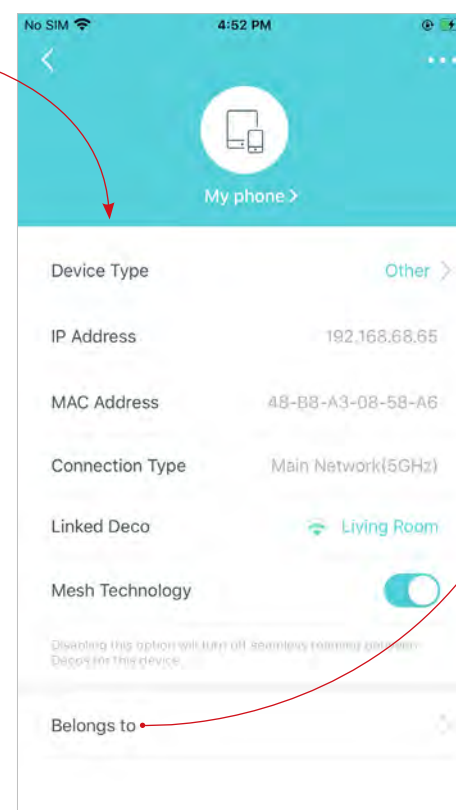 No SIM 4:52 PM
My phone >
Device Type Other >
IP Address 192.168.68.65
MAC Address 48-B8-A3-08-58-A6
Connection Type Main Network(5GHz)
Linked Deco Living Room
Mesh Technology
Disabling this option will turn off seamless roaming between
Decos for this device.
Belongs to